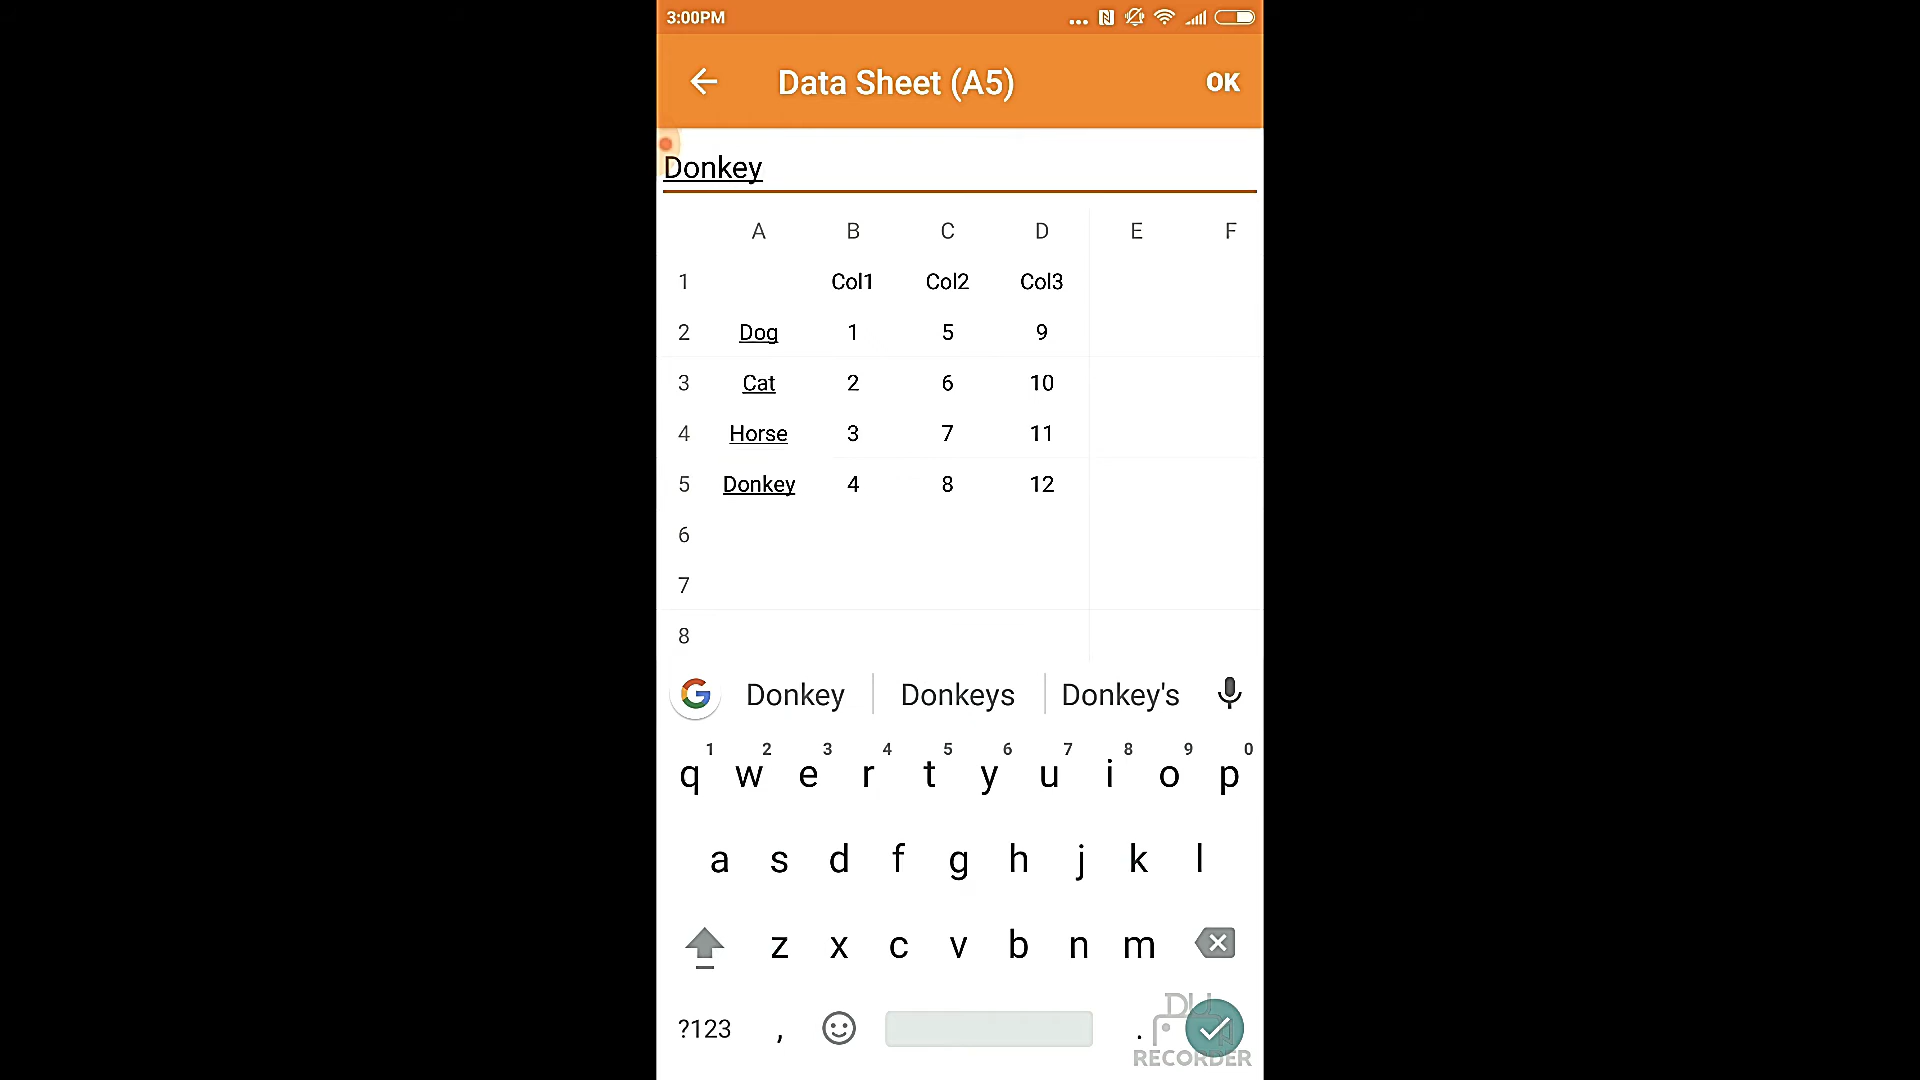 3:00PM
Data Sheet (A5) OK
Donkey
A B C D E F
1 Col1 Col2 Col3
2 Dog 1 5 9
3 Cat 2 6 10
4 Horse 3 7 11
5 Donkey 4 8 12
6
7
8
G Donkey Donkeys Donkey's
1 2 3 4 5 6 7 8 9 0
q w e r t y u i o p
a s d f g h j k l
z x c v b n m
?123 , .
DU
RECORDER